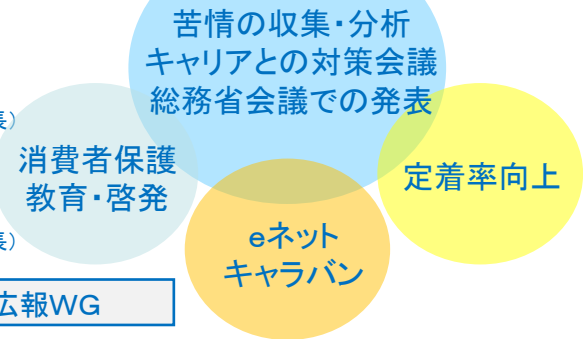 苦情の収集・分析
キャリアとの対策会議
総務省会議での発表
長）
消費者保護
教育・啓発
定着率向上
長）
eネット
キャラバン
広報WG